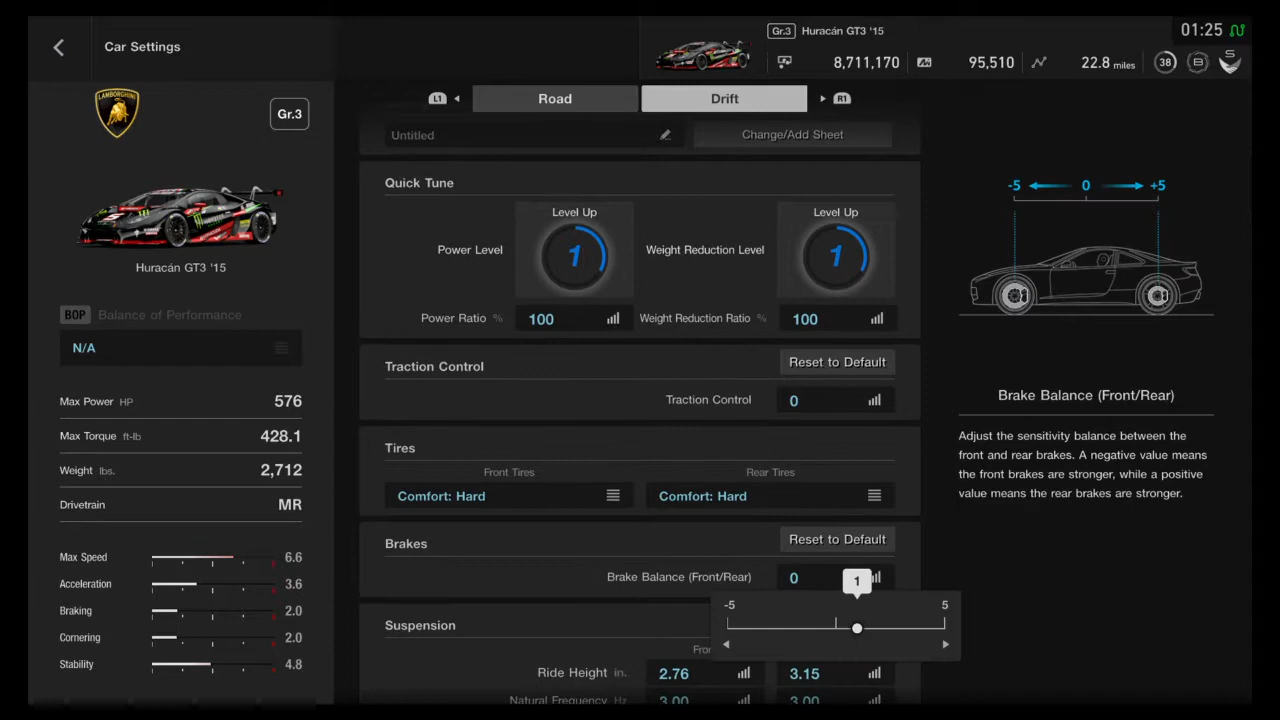 Car Settings
Gr.3 Huracán GT3 '15
01:25
8,711,170
95,510
22.8 miles
38
B
S
LAMBORGHINI
Gr.3
Huracán GT3 '15
BOP Balance of Performance
N/A
Max Power HP 576
Max Torque ft-lb 428.1
Weight lbs. 2,712
Drivetrain MR
Max Speed 6.6
Acceleration 3.6
Braking 2.0
Cornering 2.0
Stability 4.8
L1 Road Drift R1
Untitled
Change/Add Sheet
Quick Tune
Level Up
Level Up
Power Level 1 Weight Reduction Level 1
Power Ratio % 100 Weight Reduction Ratio % 100
Traction Control Reset to Default
Traction Control 0
Tires
Front Tires Rear Tires
Comfort: Hard Comfort: Hard
Brakes Reset to Default
Brake Balance (Front/Rear) 0
1
-5 5
Suspension
Ride Height in. 2.76 3.15
Natural Frequency Hz 3.00 3.00
-5 0 +5
Brake Balance (Front/Rear)
Adjust the sensitivity balance between the
front and rear brakes. A negative value means
the front brakes are stronger, while a positive
value means the rear brakes are stronger.